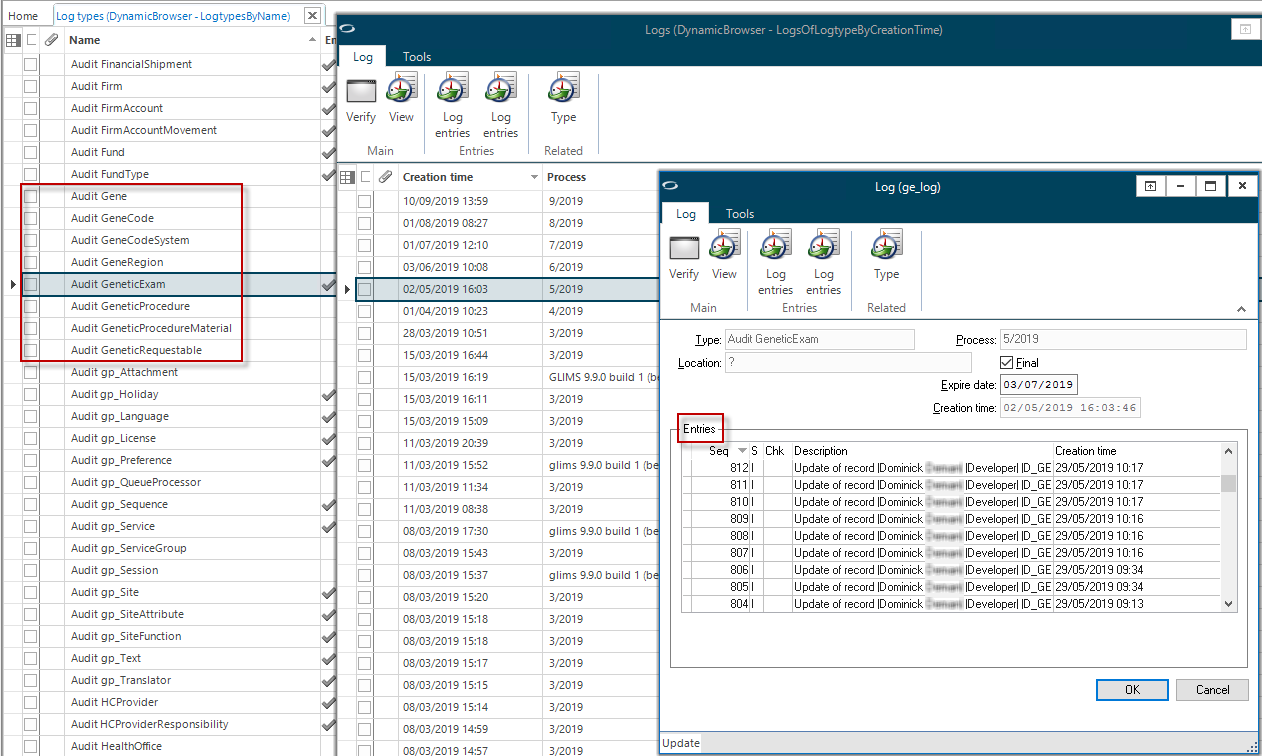 Home
Log types (DynamicBrowser - LogtypesByName)
Name
En
Audit FinancialShipment
Audit Firm
Audit FirmAccount
Audit FirmAccountMovement
Audit Fund
Audit FundType
Audit Gene
Audit GeneCode
Audit GeneCodeSystem
Audit GeneRegion
Audit GeneticExam
Audit GeneticProcedure
Audit GeneticProcedureMaterial
Audit GeneticRequestable
Audit gp_Attachment
Audit gp_Holiday
Audit gp_Language
Audit gp_License
Audit gp_Preference
Audit gp_QueueProcessor
Audit gp_Sequence
Audit gp_Service
Audit gp_ServiceGroup
Audit gp_Session
Audit gp_Site
Audit gp_SiteAttribute
Audit gp_SiteFunction
Audit gp_Text
Audit gp_Translator
Audit HCProvider
Audit HCProviderResponsibility
Audit HealthOffice
Logs (DynamicBrowser - LogsOfLogtypeByCreationTime)
Log Tools
Verify View Log entries Log entries Type
Main Entries Related
Creation time Process
10/09/2019 13:59 9/2019
01/08/2019 08:27 8/2019
01/07/2019 12:10 7/2019
03/06/2019 10:08 6/2019
02/05/2019 16:03 5/2019
01/04/2019 10:23 4/2019
28/03/2019 10:51 3/2019
15/03/2019 16:44 3/2019
15/03/2019 16:19 GLIMS 9.9.0 build 1 (be
15/03/2019 16:11 3/2019
15/03/2019 15:09 3/2019
11/03/2019 20:39 3/2019
11/03/2019 15:52 glims 9.9.0 build 1 (be
11/03/2019 11:34 3/2019
11/03/2019 08:38 3/2019
08/03/2019 17:30 glims 9.9.0 build 1 (be
08/03/2019 15:43 3/2019
08/03/2019 15:37 glims 9.9.0 build 1 (be
08/03/2019 15:20 3/2019
08/03/2019 15:18 3/2019
08/03/2019 15:18 3/2019
08/03/2019 15:17 3/2019
08/03/2019 15:15 3/2019
08/03/2019 15:14 3/2019
08/03/2019 14:59 3/2019
08/03/2019 14:57 3/2019
Log (ge_log)
Log Tools
Verify View Log entries Log entries Type
Main Entries Related
Type: Audit GeneticExam Process: 5/2019
Location: ? Final
Expire date: 03/07/2019
Creation time: 02/05/2019 16:03:46
Entries
Seq S Chk Description Creation time
812 I Update of record |Dominick |Developer| |D_GE 29/05/2019 10:17
811 I Update of record |Dominick |Developer| |D_GE 29/05/2019 10:17
810 I Update of record |Dominick |Developer| |D_GE 29/05/2019 10:17
809 I Update of record |Dominick |Developer| |D_GE 29/05/2019 10:16
808 I Update of record |Dominick |Developer| |D_GE 29/05/2019 10:16
807 I Update of record |Dominick |Developer| |D_GE 29/05/2019 10:16
806 I Update of record |Dominick |Developer| |D_GE 29/05/2019 09:34
805 I Update of record |Dominick |Developer| |D_GE 29/05/2019 09:34
804 I Update of record |Dominick |Developer| |D_GE 29/05/2019 09:13
OK Cancel
Update